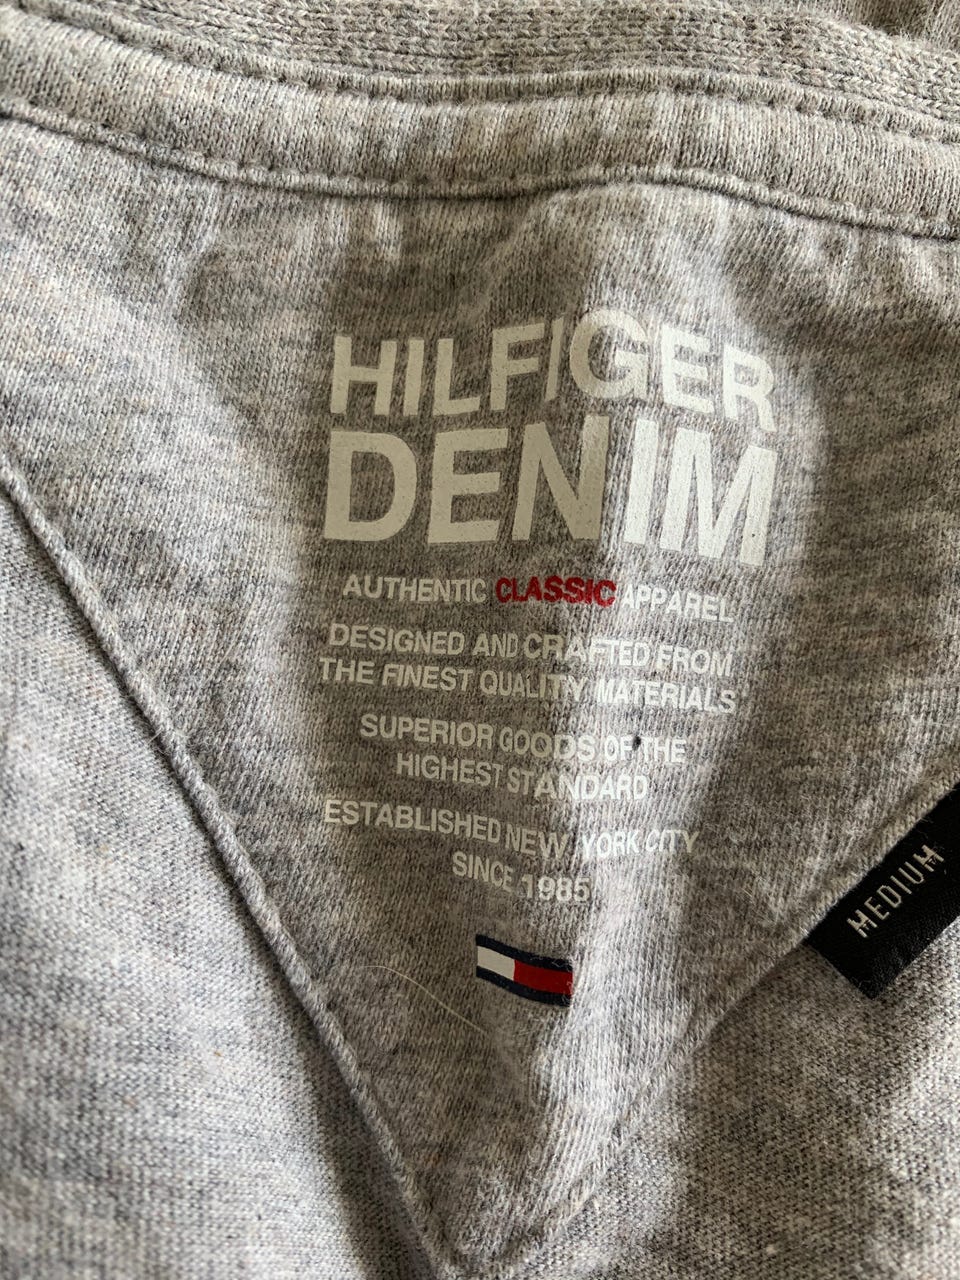 HILFIGER
DENIM
AUTHENTIC CLASSIC APPAREL
DESIGNED AND CRAFTED FROM
THE FINEST QUALITY MATERIALS
SUPERIOR GOODS OF THE
HIGHEST STANDARD
ESTABLISHED NEW YORK CITY
SINCE 1985
MEDIUM